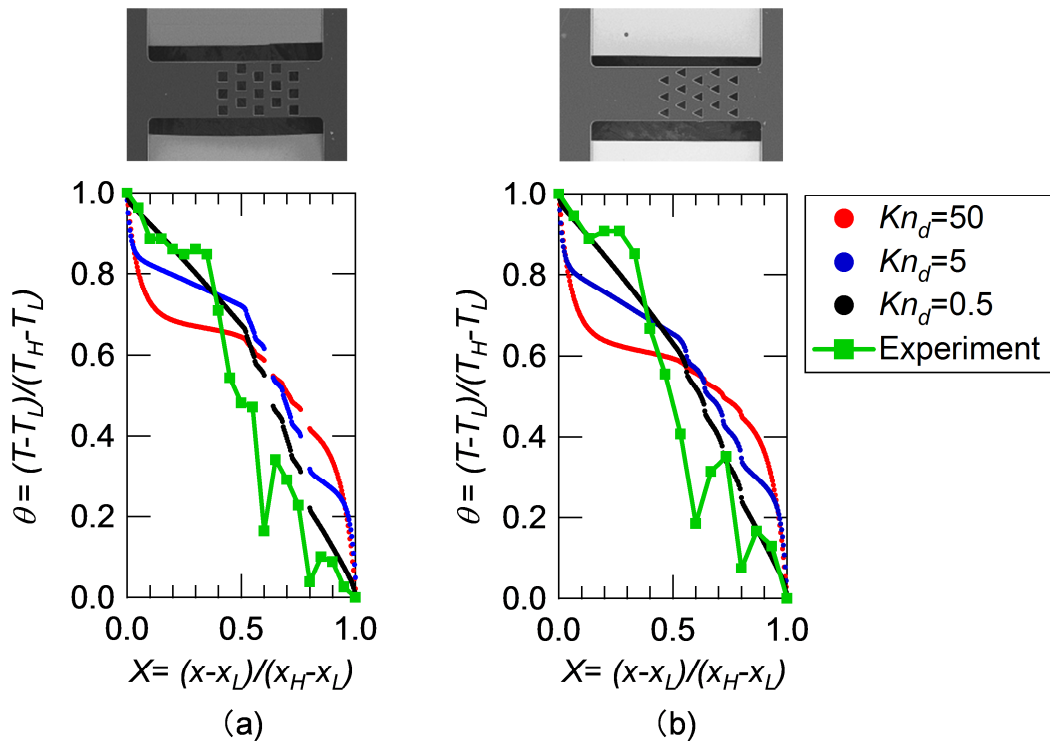 1.0
0.8
0.6
0.4
0.2
0.0
0.0 0.5 1.0
θ = (T-T_L)/(T_H-T_L)
X= (x-x_L)/(x_H-x_L)
(a)
1.0
0.8
0.6
0.4
0.2
0.0
0.0 0.5 1.0
θ = (T-T_L)/(T_H-T_L)
X= (x-x_L)/(x_H-x_L)
(b)
Kn_d=50
Kn_d=5
Kn_d=0.5
Experiment